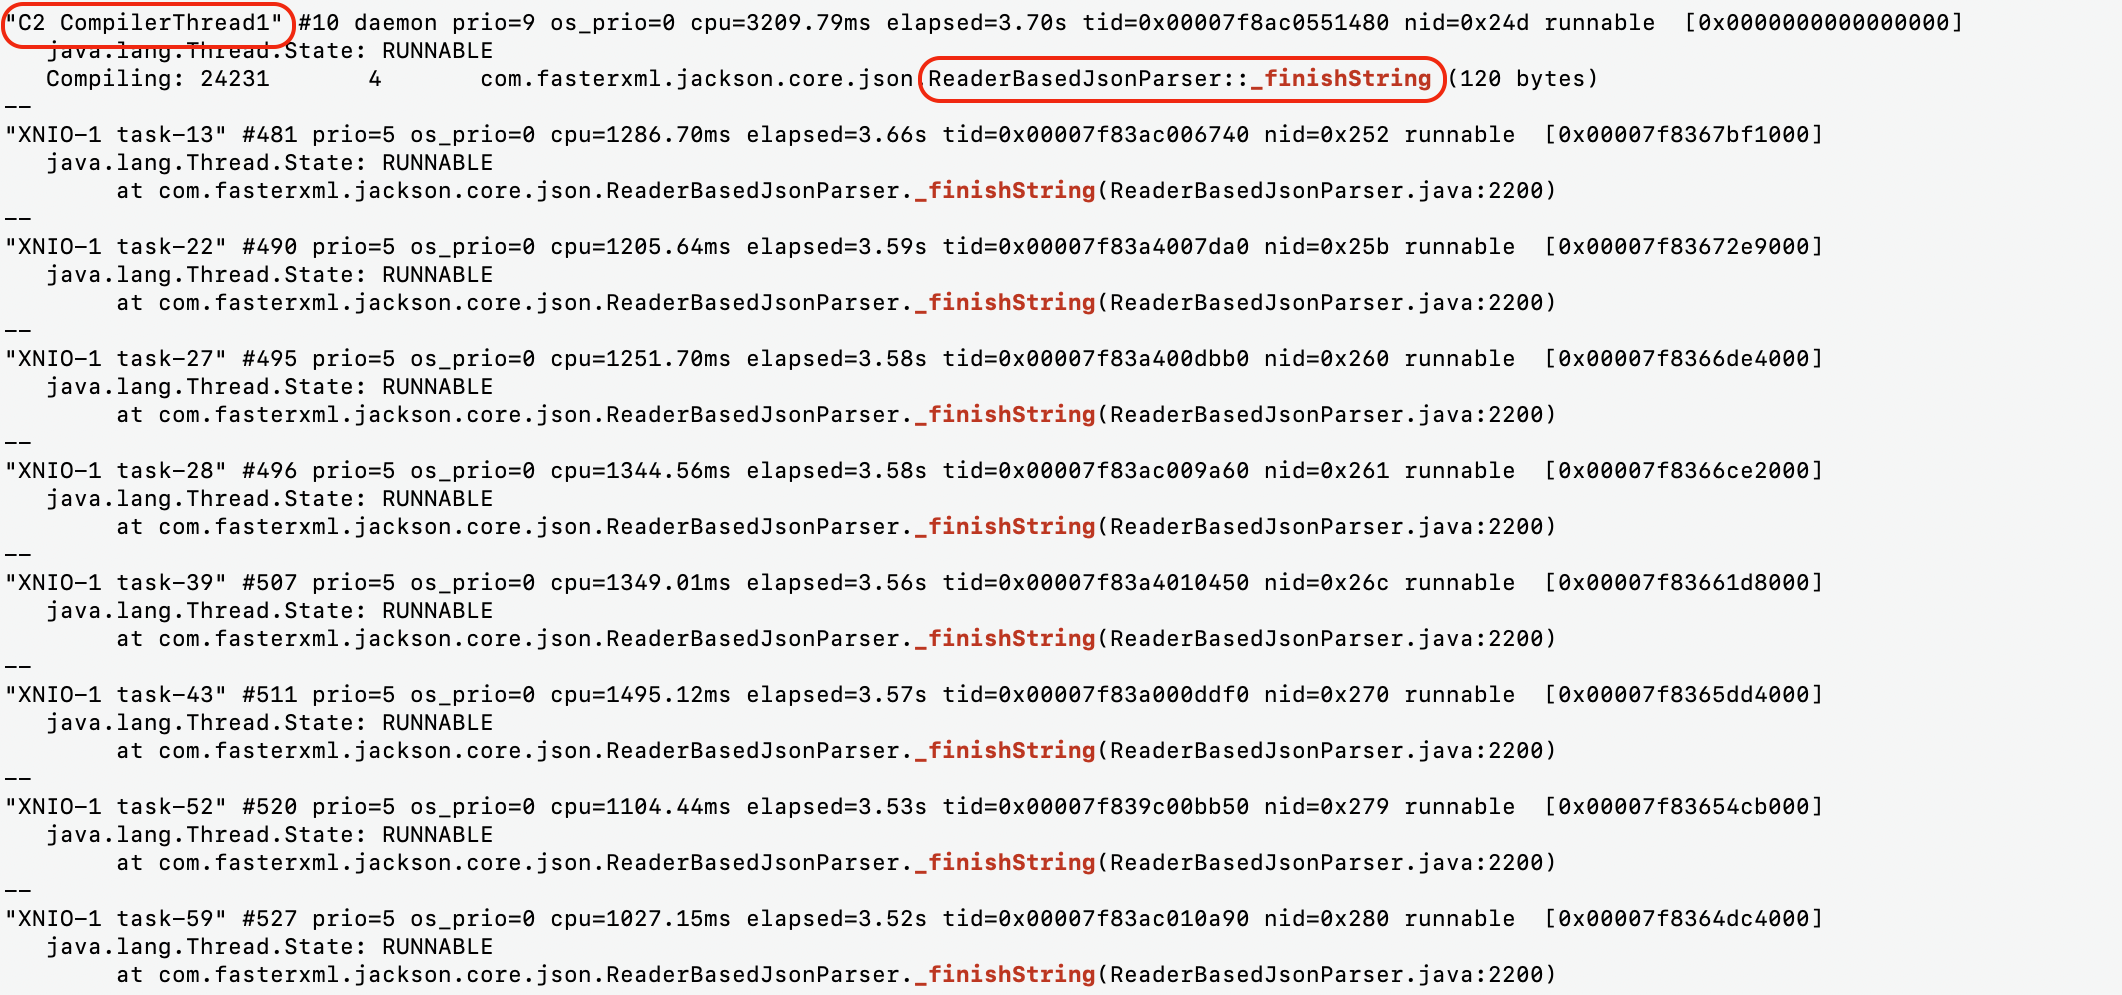 "C2 CompilerThread1" #10 daemon prio=9 os_prio=0 cpu=3209.79ms elapsed=3.70s tid=0x00007f8ac0551480 nid=0x24d runnable  [0x0000000000000000]
   java.lang.Thread.State: RUNNABLE
   Compiling: 24231       4       com.fasterxml.jackson.core.json.ReaderBasedJsonParser::_finishString (120 bytes)
--
"XNIO-1 task-13" #481 prio=5 os_prio=0 cpu=1286.70ms elapsed=3.66s tid=0x00007f83ac006740 nid=0x252 runnable  [0x00007f8367bf1000]
   java.lang.Thread.State: RUNNABLE
        at com.fasterxml.jackson.core.json.ReaderBasedJsonParser._finishString(ReaderBasedJsonParser.java:2200)
--
"XNIO-1 task-22" #490 prio=5 os_prio=0 cpu=1205.64ms elapsed=3.59s tid=0x00007f83a4007da0 nid=0x25b runnable  [0x00007f83672e9000]
   java.lang.Thread.State: RUNNABLE
        at com.fasterxml.jackson.core.json.ReaderBasedJsonParser._finishString(ReaderBasedJsonParser.java:2200)
--
"XNIO-1 task-27" #495 prio=5 os_prio=0 cpu=1251.70ms elapsed=3.58s tid=0x00007f83a400dbb0 nid=0x260 runnable  [0x00007f8366de4000]
   java.lang.Thread.State: RUNNABLE
        at com.fasterxml.jackson.core.json.ReaderBasedJsonParser._finishString(ReaderBasedJsonParser.java:2200)
--
"XNIO-1 task-28" #496 prio=5 os_prio=0 cpu=1344.56ms elapsed=3.58s tid=0x00007f83ac009a60 nid=0x261 runnable  [0x00007f8366ce2000]
   java.lang.Thread.State: RUNNABLE
        at com.fasterxml.jackson.core.json.ReaderBasedJsonParser._finishString(ReaderBasedJsonParser.java:2200)
--
"XNIO-1 task-39" #507 prio=5 os_prio=0 cpu=1349.01ms elapsed=3.56s tid=0x00007f83a4010450 nid=0x26c runnable  [0x00007f83661d8000]
   java.lang.Thread.State: RUNNABLE
        at com.fasterxml.jackson.core.json.ReaderBasedJsonParser._finishString(ReaderBasedJsonParser.java:2200)
--
"XNIO-1 task-43" #511 prio=5 os_prio=0 cpu=1495.12ms elapsed=3.57s tid=0x00007f83a000ddf0 nid=0x270 runnable  [0x00007f8365dd4000]
   java.lang.Thread.State: RUNNABLE
        at com.fasterxml.jackson.core.json.ReaderBasedJsonParser._finishString(ReaderBasedJsonParser.java:2200)
--
"XNIO-1 task-52" #520 prio=5 os_prio=0 cpu=1104.44ms elapsed=3.53s tid=0x00007f839c00bb50 nid=0x279 runnable  [0x00007f83654cb000]
   java.lang.Thread.State: RUNNABLE
        at com.fasterxml.jackson.core.json.ReaderBasedJsonParser._finishString(ReaderBasedJsonParser.java:2200)
--
"XNIO-1 task-59" #527 prio=5 os_prio=0 cpu=1027.15ms elapsed=3.52s tid=0x00007f83ac010a90 nid=0x280 runnable  [0x00007f8364dc4000]
   java.lang.Thread.State: RUNNABLE
        at com.fasterxml.jackson.core.json.ReaderBasedJsonParser._finishString(ReaderBasedJsonParser.java:2200)